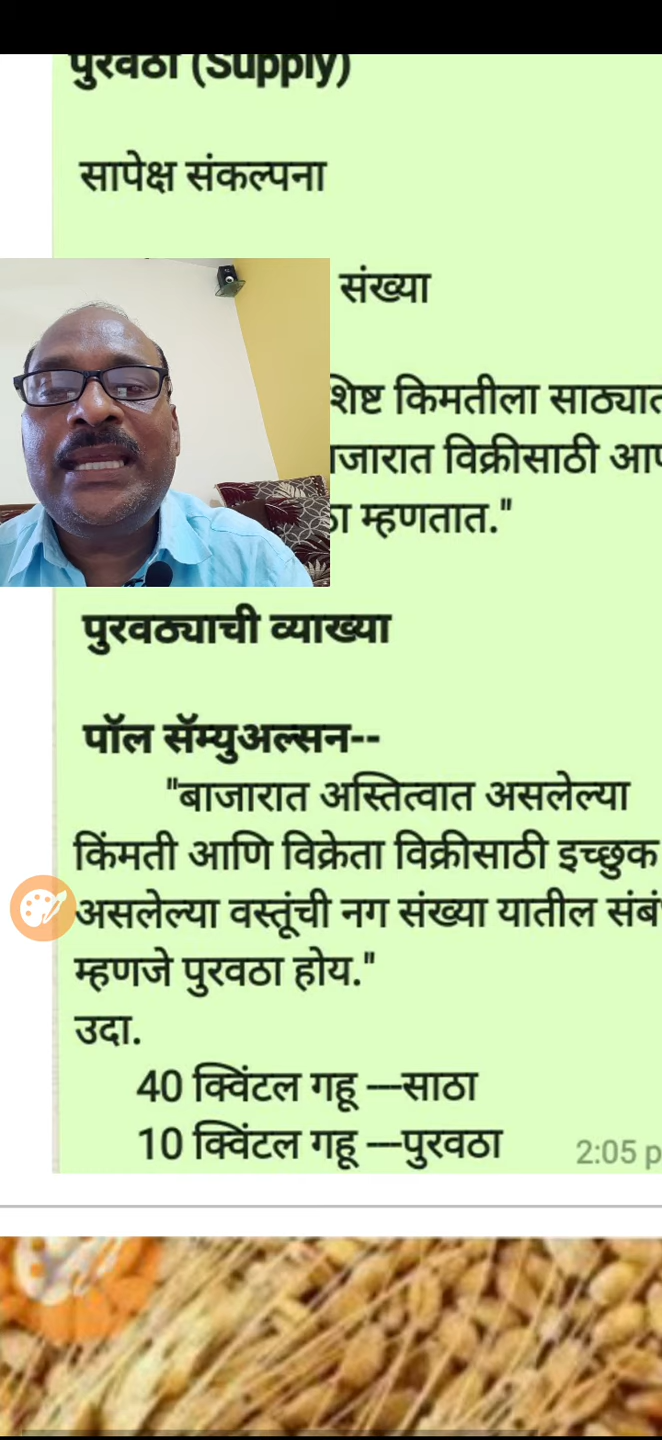 पुरवठा (Supply)
सापेक्ष संकल्पना
संख्या
किमतीला
विक्रीसाठी
म्हणतात."
पुरवठ्याची व्याख्या
पॉल सॅम्युअल्सन--
"बाजारात अस्तित्वात असलेल्या
किंमती आणि विक्रेता विक्रीसाठी इच्छुक
असलेल्या वस्तूंची नग संख्या यातील
म्हणजे पुरवठा होय."
उदा.
40 क्विंटल गहू —साठा
10 क्विंटल गहू —पुरवठा
2:05